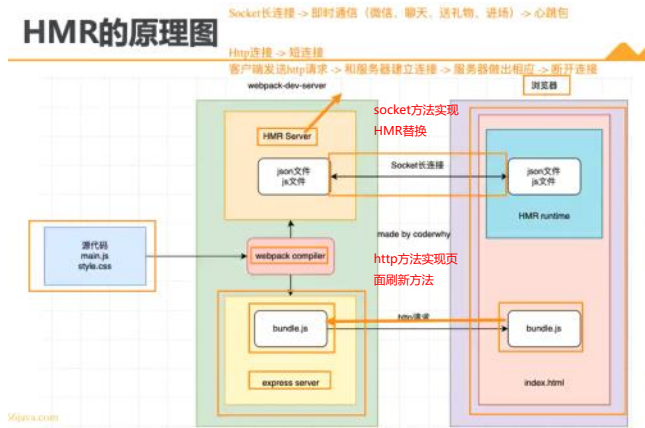 Socket长连接 -> 即时通信（微信、聊天、送礼物、进场）-> 心跳包
HMR的原理图
Http连接 -> 短连接
客户端发送http请求 -> 和服务器建立连接 -> 服务器做出相应 -> 断开连接
webpack-dev-server
浏览器
socket方法实现
HMR替换
HMR Server
json文件
js文件
Socket长连接
json文件
js文件
HMR runtime
源代码
main.js
style.css
webpack compiler
made by coderwhy
http方法实现页
面刷新方法
bundle.js
http请求
bundle.js
express server
index.html
56java.com